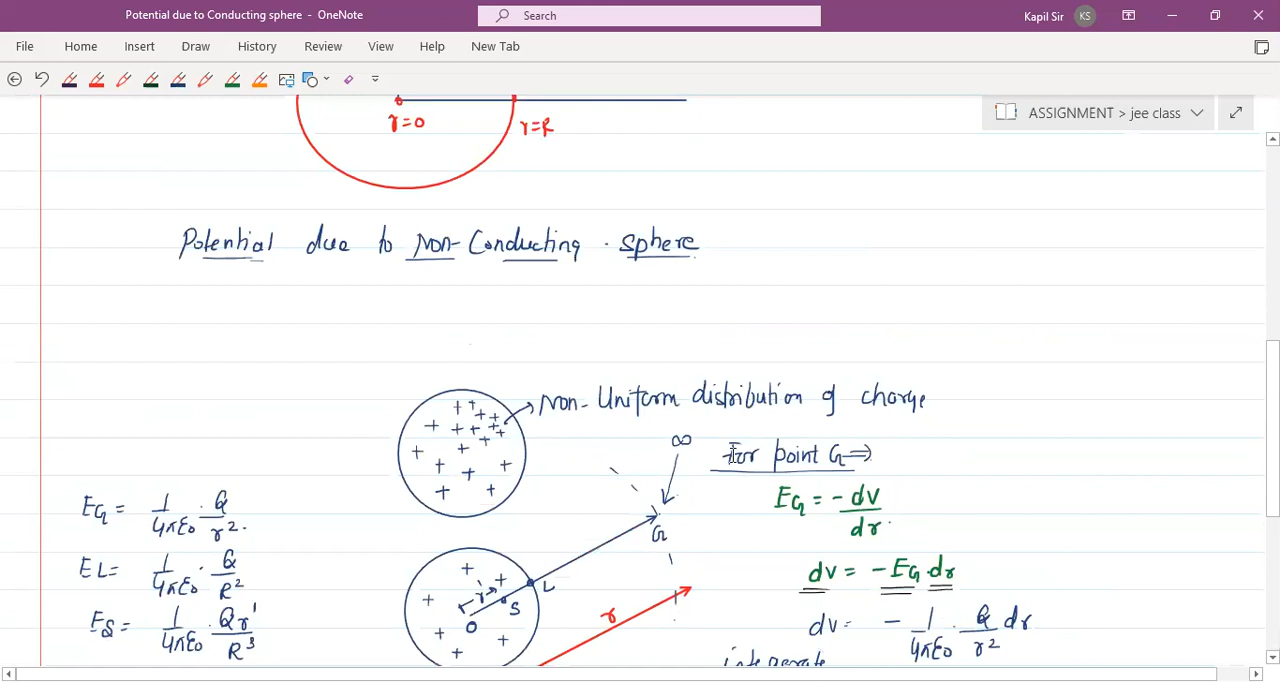 Potential due to Conducting sphere - OneNote
Search
Kapil Sir KS
File Home Insert Draw History Review View Help New Tab
ASSIGNMENT > jee class
r=0
r=R
Potential due to Non-Conducting sphere
Non-Uniform distribution of charge
∞
For point G ⇒
EG = 1/4πε0 · Q/r².
G
EG = - dV/dr
EL = 1/4πε0 · Q/R²
L
dv = - EG · dr
r'
S
ES = 1/4πε0 · Qr'/R³
O
r
dv = - 1/4πε0 · Q/r² dr
integrate